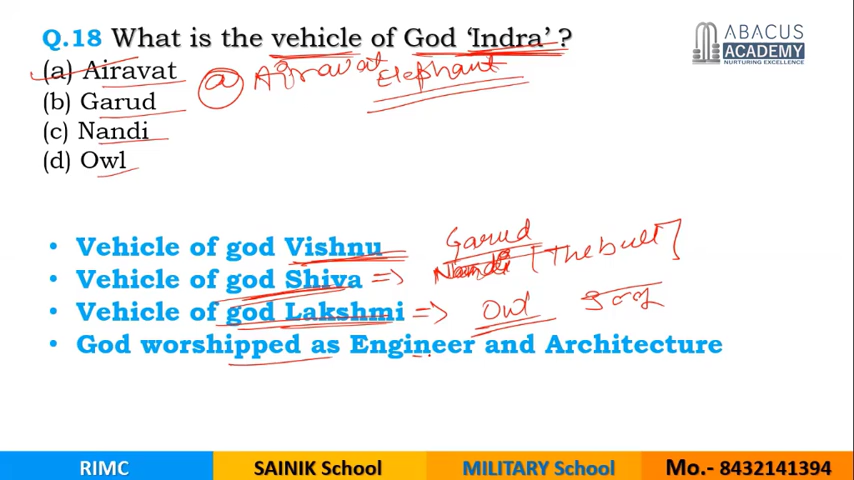 Q.18 What is the vehicle of God ‘Indra’ ?
ABACUS
ACADEMY
NURTURING EXCELLENCE
(a) Airavat
(a) Airavat Elephant
(b) Garud
(c) Nandi
(d) Owl
• Vehicle of god Vishnu Garud
• Vehicle of god Shiva => Nandi [The bull]
• Vehicle of god Lakshmi => Owl
• God worshipped as Engineer and Architecture
RIMC SAINIK School MILITARY School Mo.- 8432141394